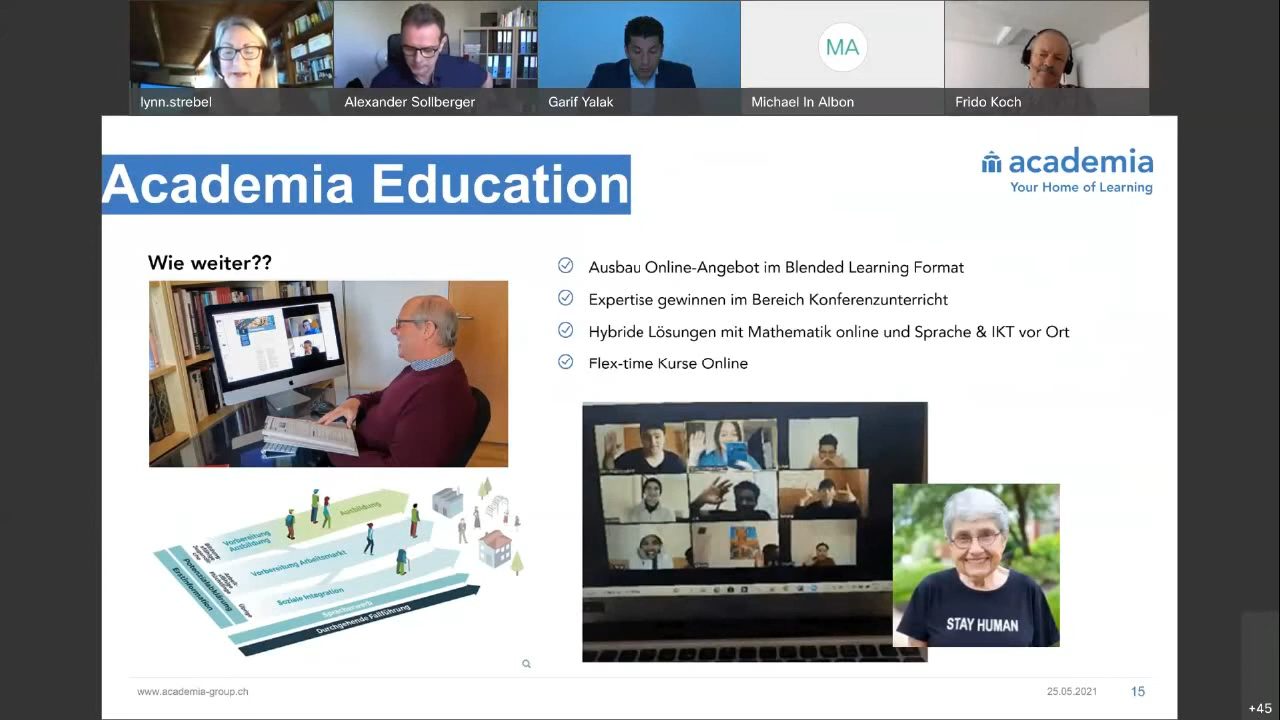 lynn.strebel
Alexander Sollberger
Garif Yalak
MA
Michael In Albon
Frido Koch
Academia Education
academia
Your Home of Learning
Wie weiter??
Ausbau Online-Angebot im Blended Learning Format
Expertise gewinnen im Bereich Konferenzunterricht
Hybride Lösungen mit Mathematik online und Sprache & IKT vor Ort
Flex-time Kurse Online
Ausbildung
Vorbereitung
Ausbildung
Vorbereitung Arbeitsmarkt
Soziale Integration
Spracherwerb
Durchgehende Fallführung
Potenzialabklärung
Erstinformation
STAY HUMAN
www.academia-group.ch
25.05.2021
15
+45